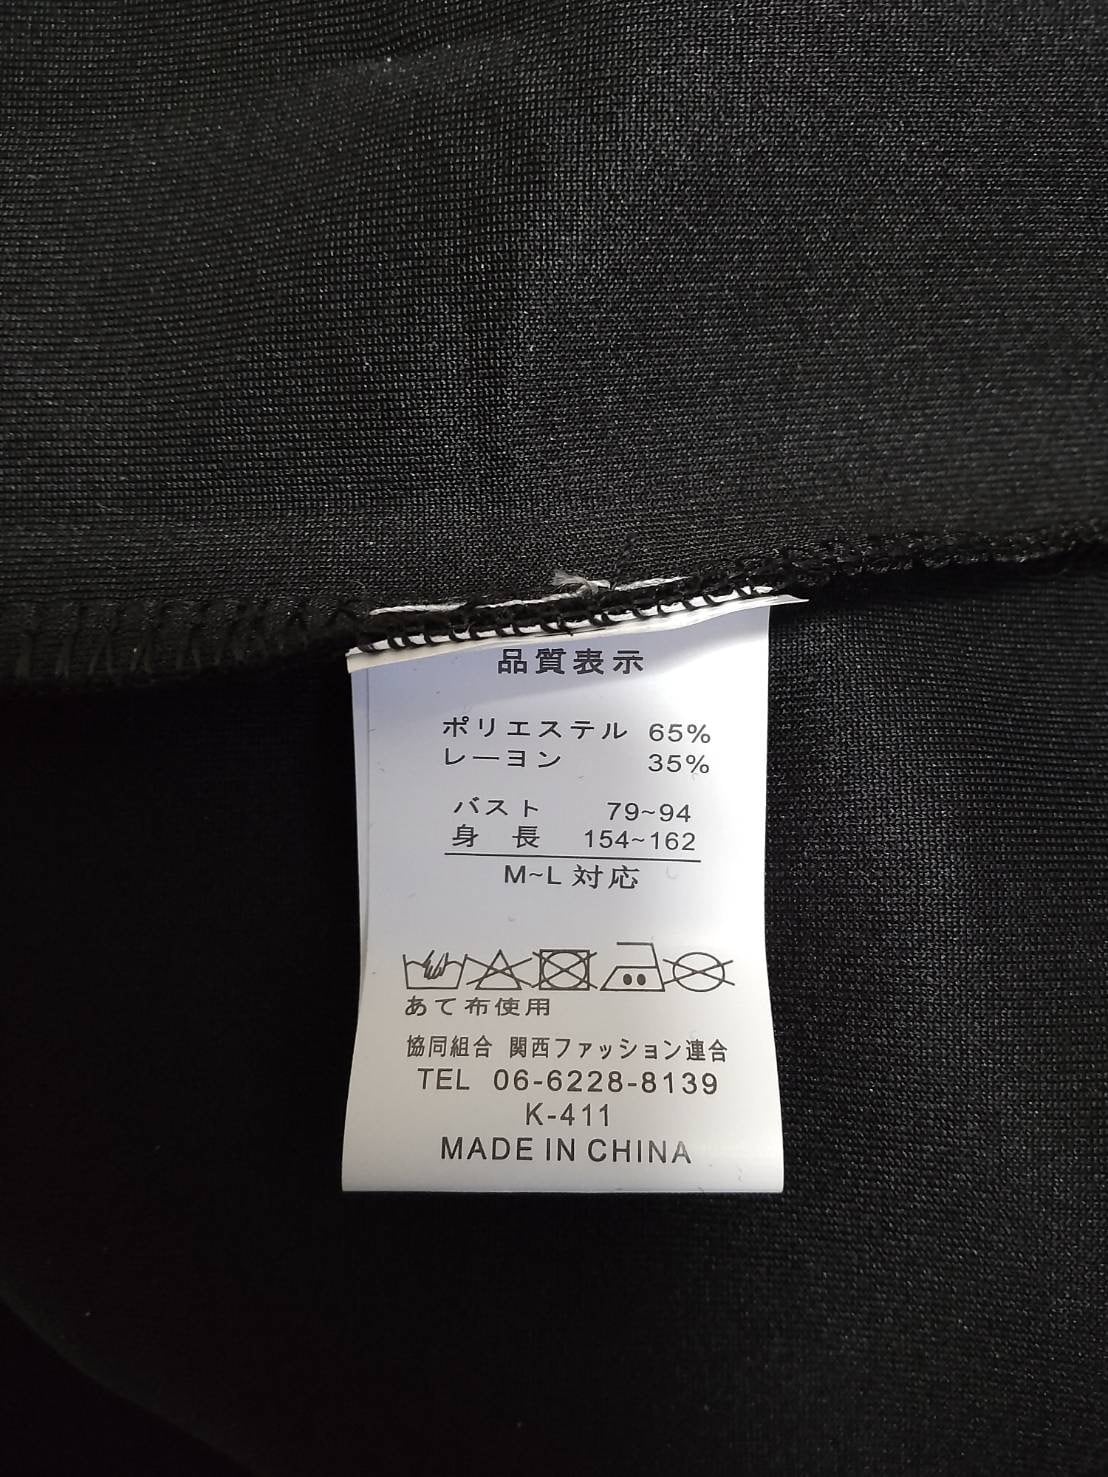 品質表示
ポリエステル 65%
レーヨン 35%
バスト 79~94
身 長 154~162
M~L 対応
あて布使用
協同組合 関西ファッション連合
TEL 06-6228-8139
K-411
MADE IN CHINA